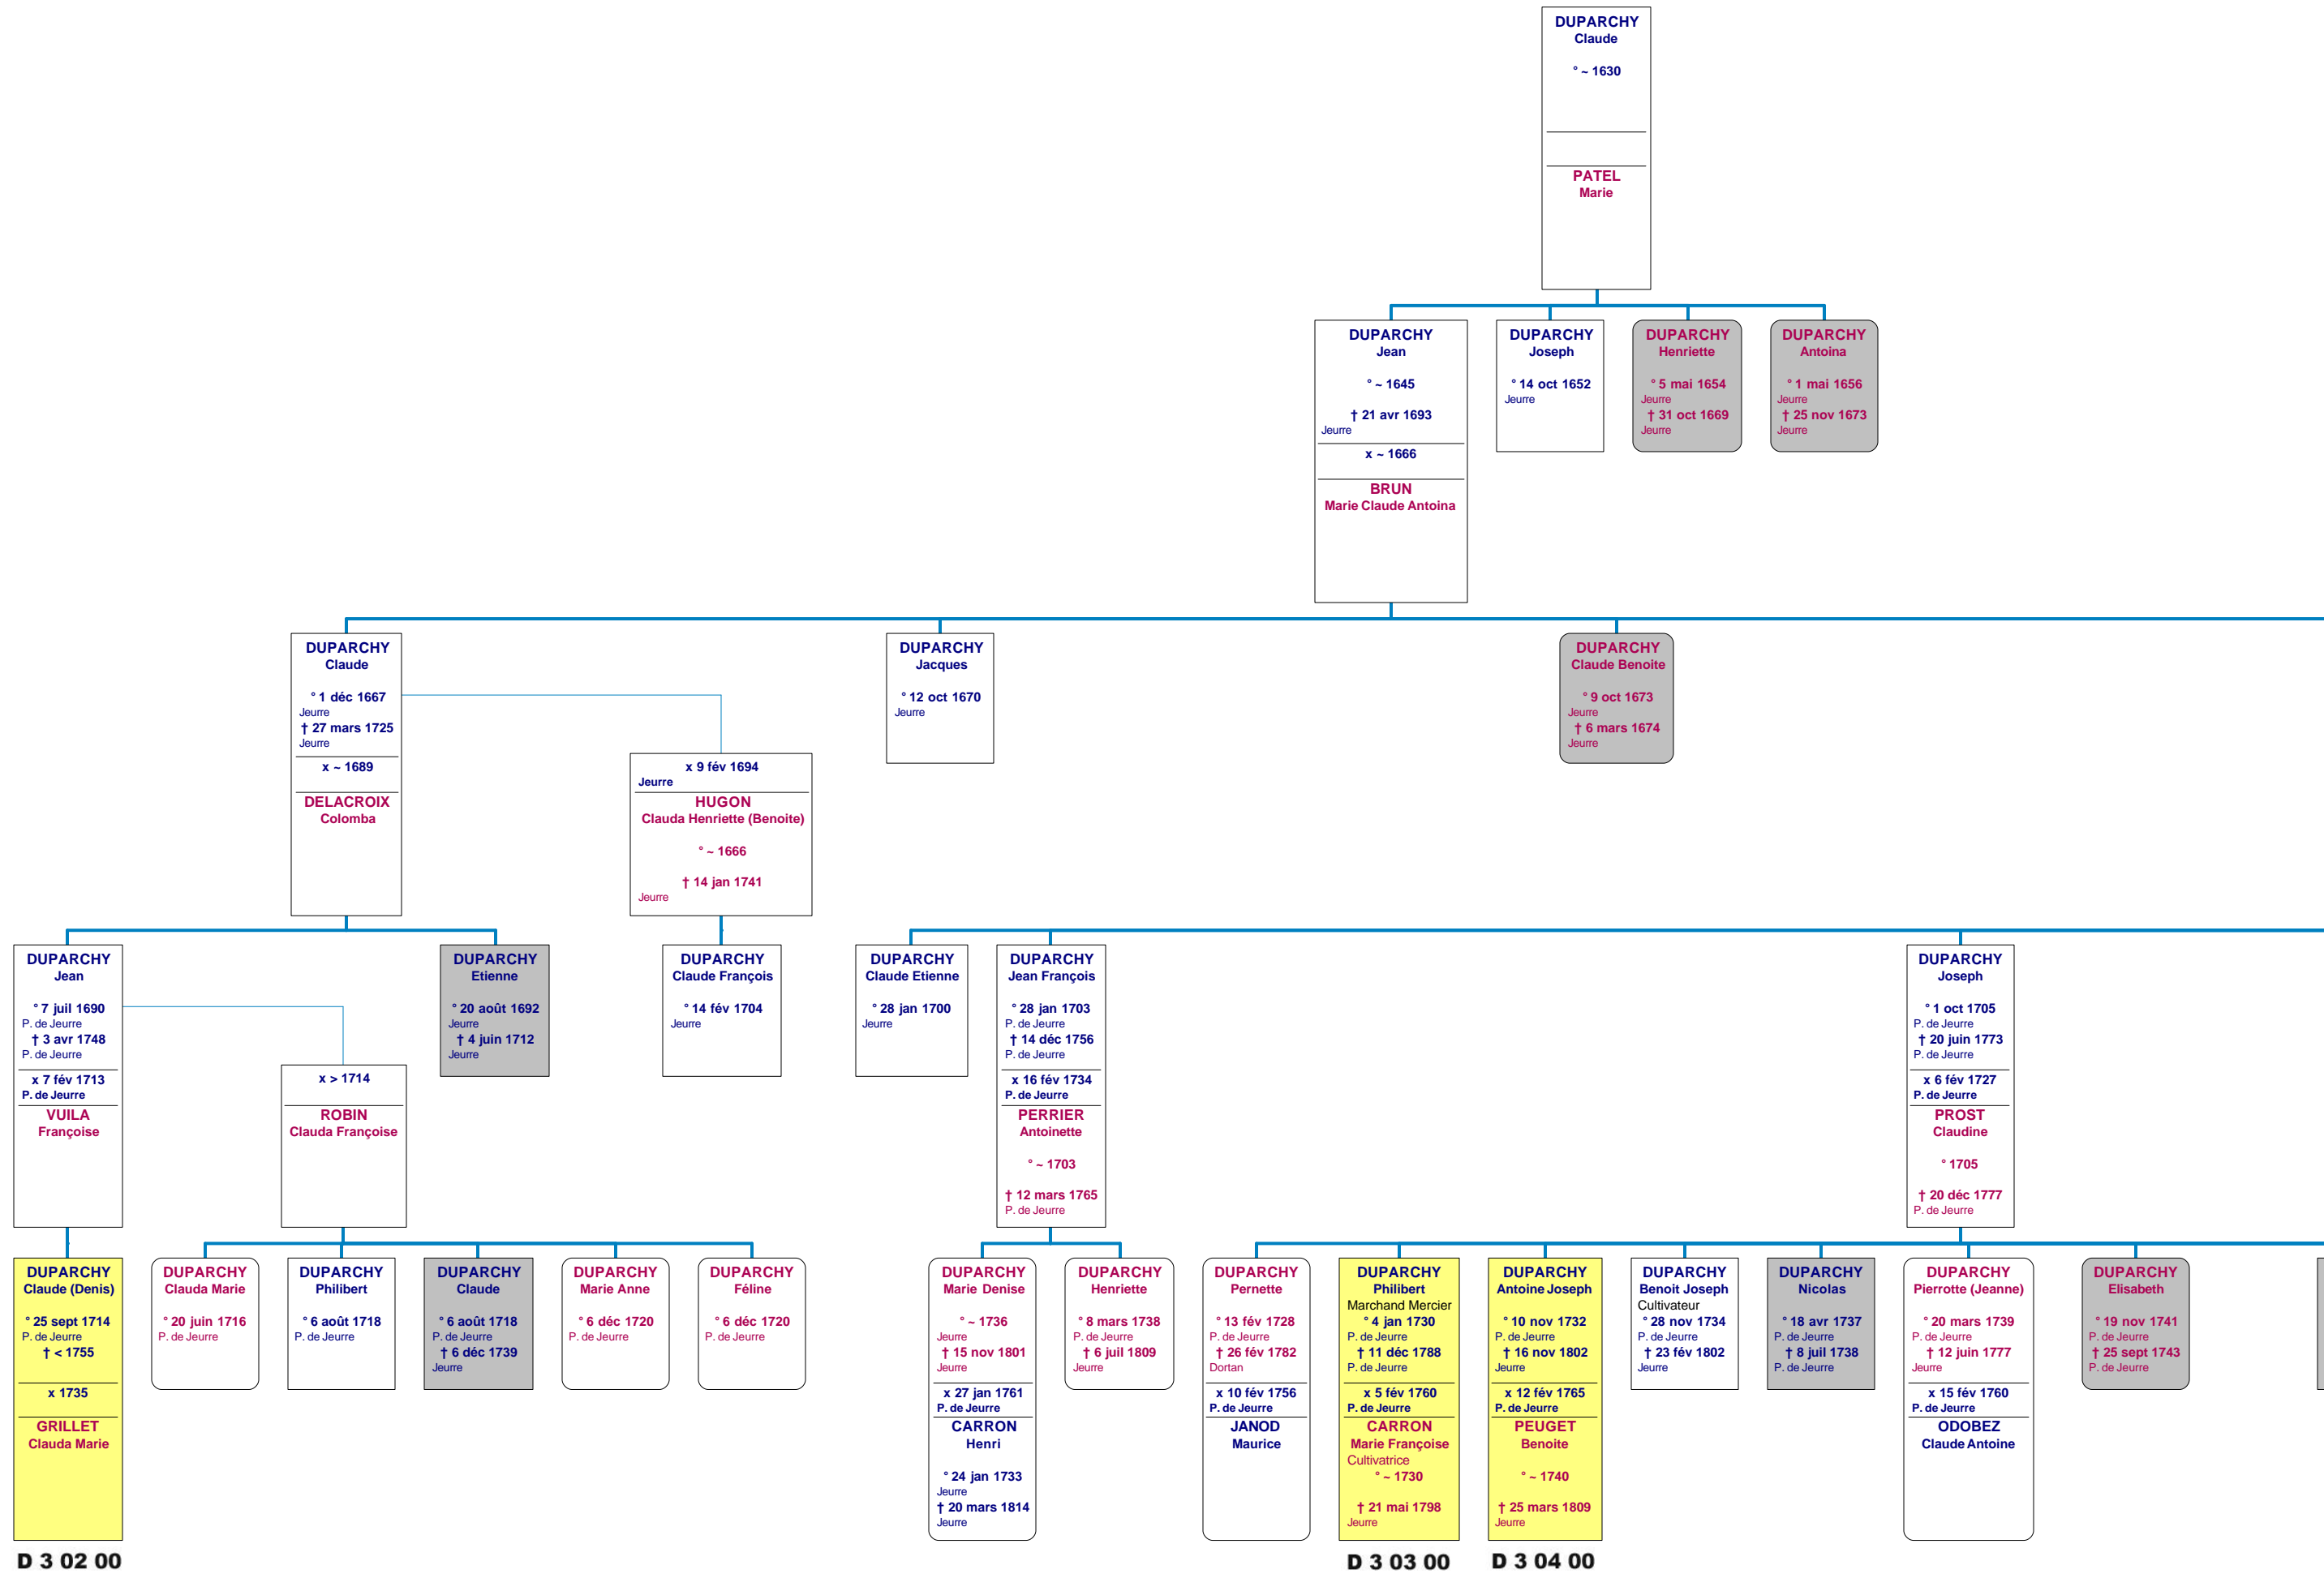 DUPARCHY
Claude
° ~ 1630
PATEL
Marie
DUPARCHY
Jean
° ~ 1645
† 21 avr 1693
Jeurre
x ~ 1666
BRUN
Marie Claude Antoina
DUPARCHY
Joseph
° 14 oct 1652
Jeurre
DUPARCHY
Henriette
° 5 mai 1654
Jeurre
† 31 oct 1669
Jeurre
DUPARCHY
Antoina
° 1 mai 1656
Jeurre
† 25 nov 1673
Jeurre
DUPARCHY
Claude
° 1 déc 1667
Jeurre
† 27 mars 1725
Jeurre
x ~ 1689
DELACROIX
Colomba
x 9 fév 1694
Jeurre
HUGON
Clauda Henriette (Benoite)
° ~ 1666
† 14 jan 1741
Jeurre
DUPARCHY
Jacques
° 12 oct 1670
Jeurre
DUPARCHY
Claude Benoite
° 9 oct 1673
Jeurre
† 6 mars 1674
Jeurre
DUPARCHY
Jean
° 7 juil 1690
P. de Jeurre
† 3 avr 1748
P. de Jeurre
x 7 fév 1713
P. de Jeurre
VUILA
Françoise
x > 1714
ROBIN
Clauda Françoise
DUPARCHY
Etienne
° 20 août 1692
Jeurre
† 4 juin 1712
Jeurre
DUPARCHY
Claude François
° 14 fév 1704
Jeurre
DUPARCHY
Claude Etienne
° 28 jan 1700
Jeurre
DUPARCHY
Jean François
° 28 jan 1703
P. de Jeurre
† 14 déc 1756
P. de Jeurre
x 16 fév 1734
P. de Jeurre
PERRIER
Antoinette
° ~ 1703
† 12 mars 1765
P. de Jeurre
DUPARCHY
Joseph
° 1 oct 1705
P. de Jeurre
† 20 juin 1773
P. de Jeurre
x 6 fév 1727
P. de Jeurre
PROST
Claudine
° 1705
† 20 déc 1777
P. de Jeurre
DUPARCHY
Claude (Denis)
° 25 sept 1714
P. de Jeurre
† < 1755
x 1735
GRILLET
Clauda Marie
DUPARCHY
Clauda Marie
° 20 juin 1716
P. de Jeurre
DUPARCHY
Philibert
° 6 août 1718
P. de Jeurre
DUPARCHY
Claude
° 6 août 1718
P. de Jeurre
† 6 déc 1739
Jeurre
DUPARCHY
Marie Anne
° 6 déc 1720
P. de Jeurre
DUPARCHY
Féline
° 6 déc 1720
P. de Jeurre
DUPARCHY
Marie Denise
° ~ 1736
Jeurre
† 15 nov 1801
Jeurre
x 27 jan 1761
P. de Jeurre
CARRON
Henri
° 24 jan 1733
Jeurre
† 20 mars 1814
Jeurre
DUPARCHY
Henriette
° 8 mars 1738
P. de Jeurre
† 6 juil 1809
Jeurre
DUPARCHY
Pernette
° 13 fév 1728
P. de Jeurre
† 26 fév 1782
Dortan
x 10 fév 1756
P. de Jeurre
JANOD
Maurice
DUPARCHY
Philibert
Marchand Mercier
° 4 jan 1730
P. de Jeurre
† 11 déc 1788
P. de Jeurre
x 5 fév 1760
P. de Jeurre
CARRON
Marie Françoise
Cultivatrice
° ~ 1730
† 21 mai 1798
Jeurre
DUPARCHY
Antoine Joseph
° 10 nov 1732
P. de Jeurre
† 16 nov 1802
Jeurre
x 12 fév 1765
P. de Jeurre
PEUGET
Benoite
° ~ 1740
† 25 mars 1809
Jeurre
DUPARCHY
Benoit Joseph
Cultivateur
° 28 nov 1734
P. de Jeurre
† 23 fév 1802
Jeurre
DUPARCHY
Nicolas
° 18 avr 1737
P. de Jeurre
† 8 juil 1738
P. de Jeurre
DUPARCHY
Pierrotte (Jeanne)
° 20 mars 1739
P. de Jeurre
† 12 juin 1777
Jeurre
x 15 fév 1760
P. de Jeurre
ODOBEZ
Claude Antoine
DUPARCHY
Elisabeth
° 19 nov 1741
P. de Jeurre
† 25 sept 1743
P. de Jeurre
D 3 02 00
D 3 03 00
D 3 04 00